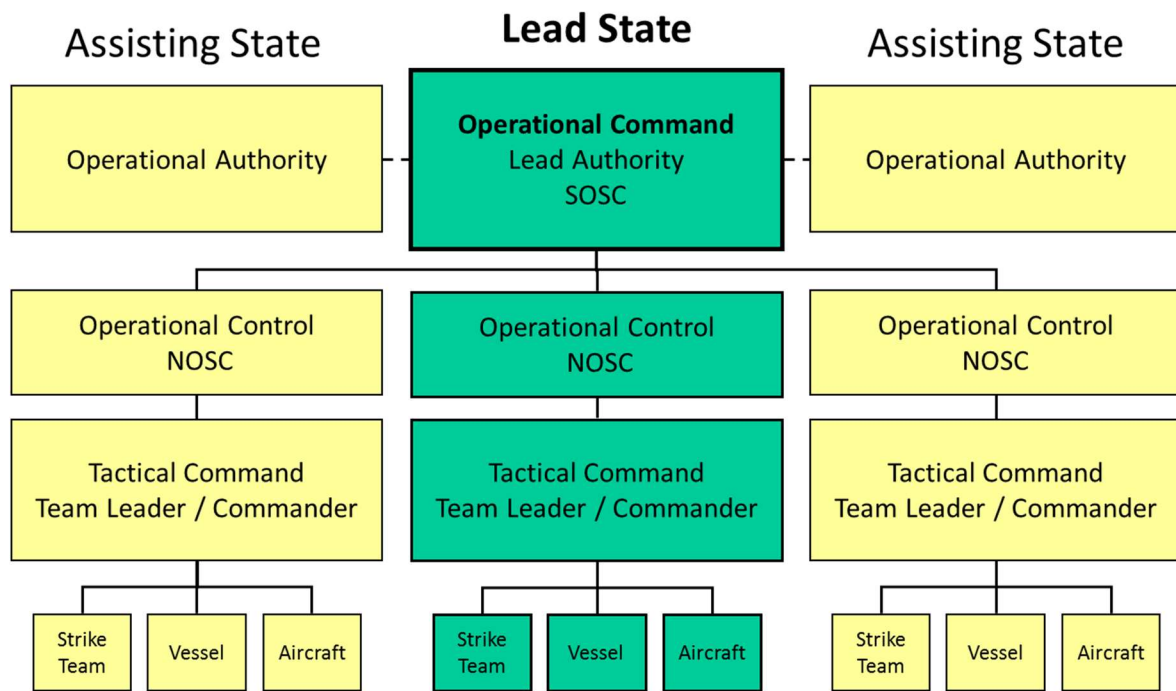 Assisting State
Lead State
Assisting State
Operational Authority
Operational Command
Lead Authority
SOSC
Operational Authority
Operational Control
NOSC
Operational Control
NOSC
Operational Control
NOSC
Tactical Command
Team Leader / Commander
Tactical Command
Team Leader / Commander
Tactical Command
Team Leader / Commander
Strike
Team
Vessel
Aircraft
Strike
Team
Vessel
Aircraft
Strike
Team
Vessel
Aircraft